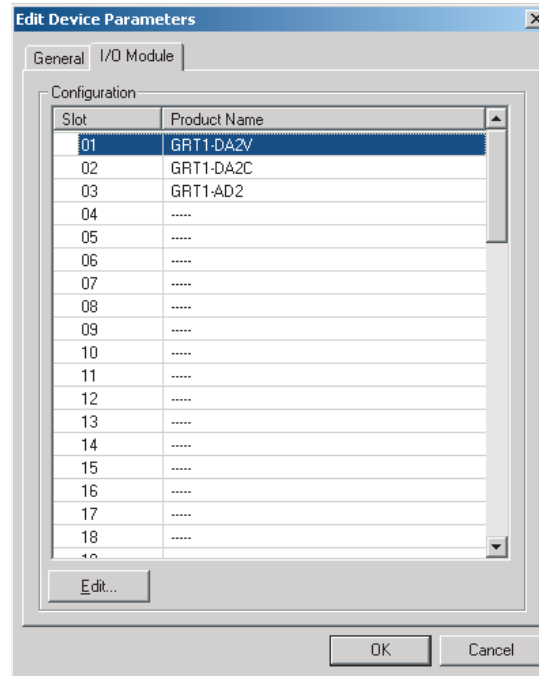 Edit Device Parameters
General I/O Module
Configuration
Slot Product Name
01 GRT1-DA2V
02 GRT1-DA2C
03 GRT1-AD2
04 -----
05 -----
06 -----
07 -----
08 -----
09 -----
10 -----
11 -----
12 -----
13 -----
14 -----
15 -----
16 -----
17 -----
18 -----
Edit...
OK Cancel